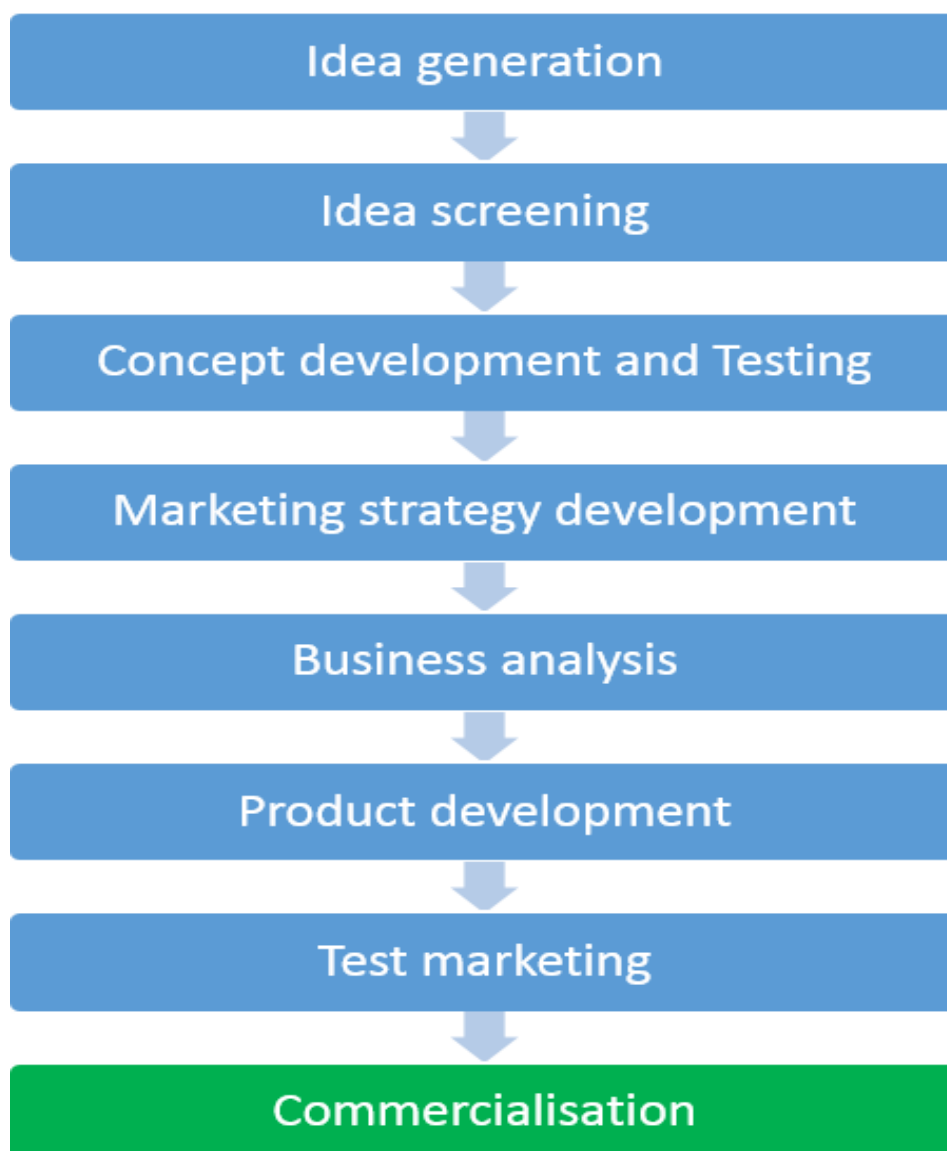 Idea generation
Idea screening
Concept development and Testing
Marketing strategy development
Business analysis
Product development
Test marketing
Commercialisation